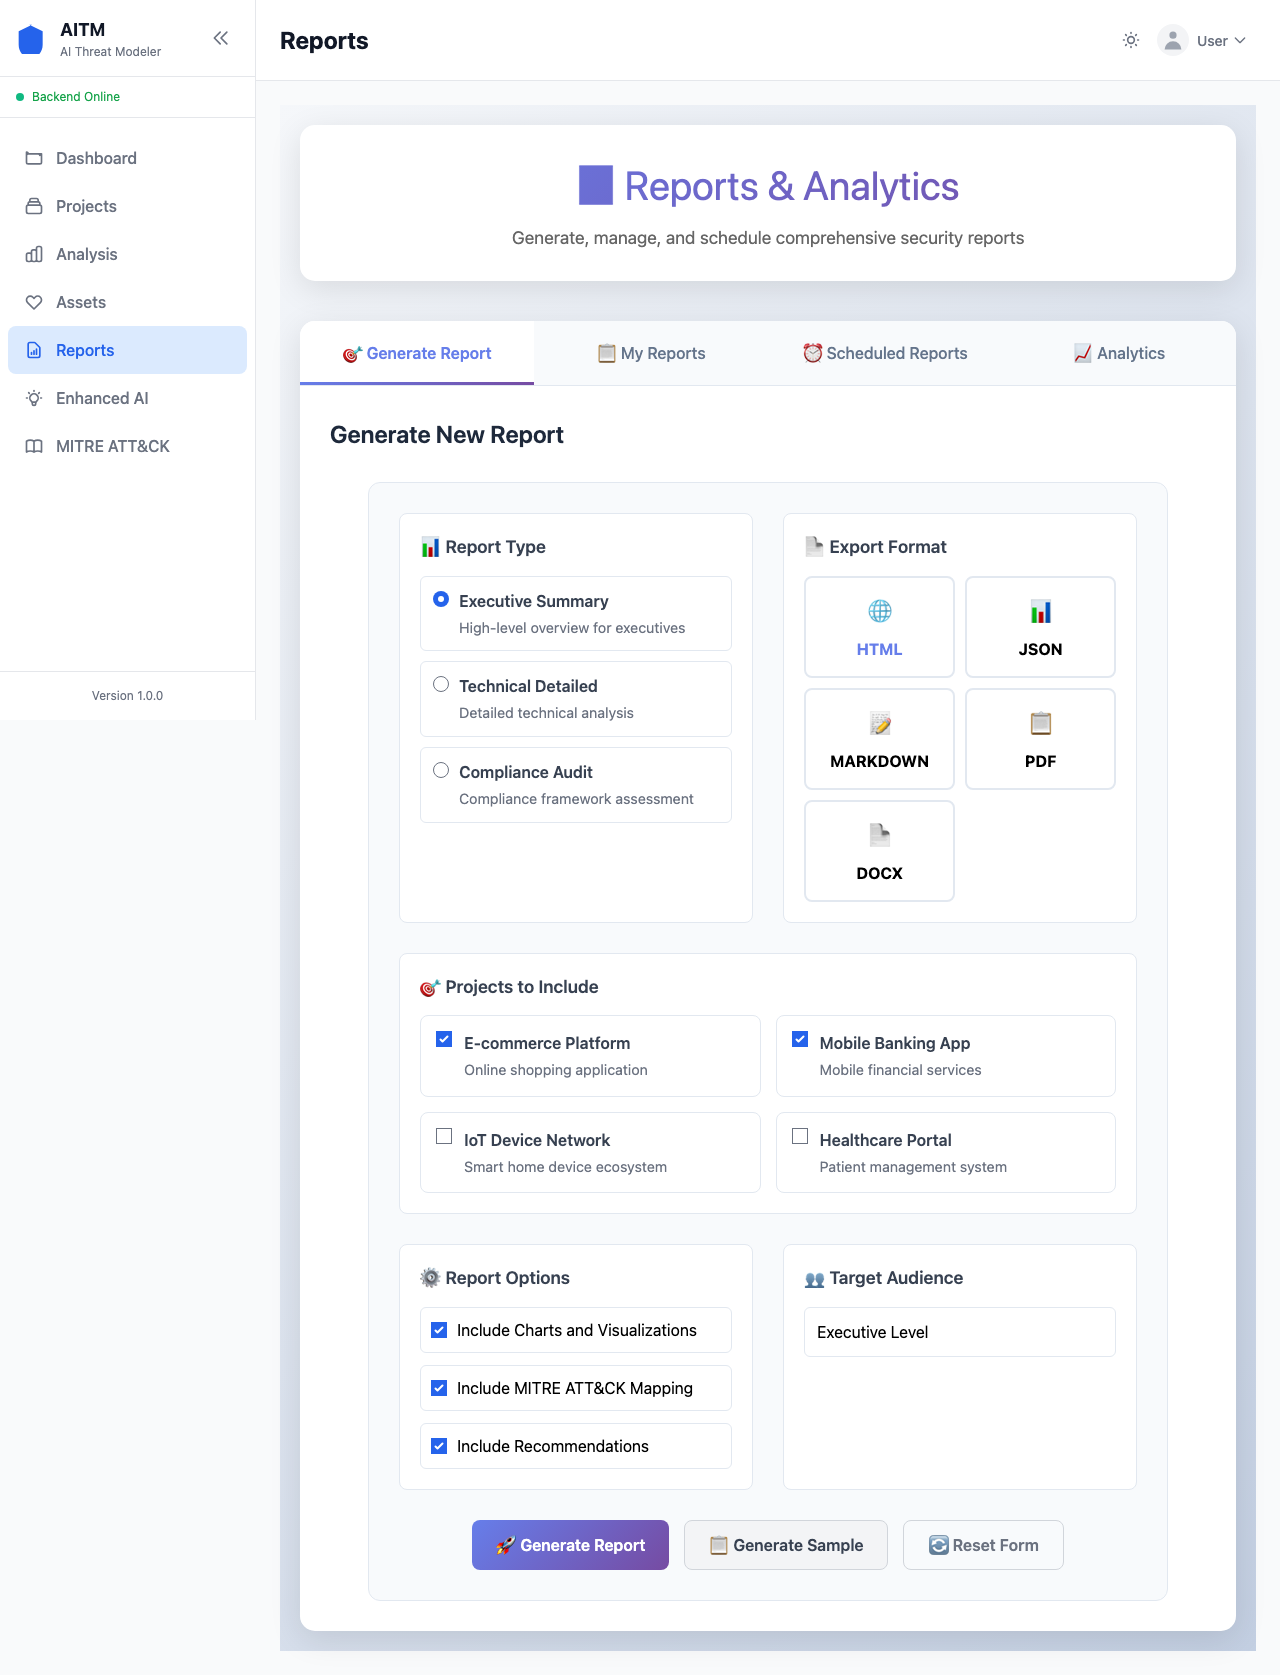 AITM
AI Threat Modeler
Backend Online
Dashboard
Projects
Analysis
Assets
Reports
Enhanced AI
MITRE ATT&CK
Version 1.0.0
Reports
User
Reports & Analytics
Generate, manage, and schedule comprehensive security reports
Generate Report
My Reports
Scheduled Reports
Analytics
Generate New Report
Report Type
Executive Summary
High-level overview for executives
Technical Detailed
Detailed technical analysis
Compliance Audit
Compliance framework assessment
Export Format
HTML
JSON
MARKDOWN
PDF
DOCX
Projects to Include
E-commerce Platform
Online shopping application
Mobile Banking App
Mobile financial services
IoT Device Network
Smart home device ecosystem
Healthcare Portal
Patient management system
Report Options
Include Charts and Visualizations
Include MITRE ATT&CK Mapping
Include Recommendations
Target Audience
Executive Level
Generate Report
Generate Sample
Reset Form